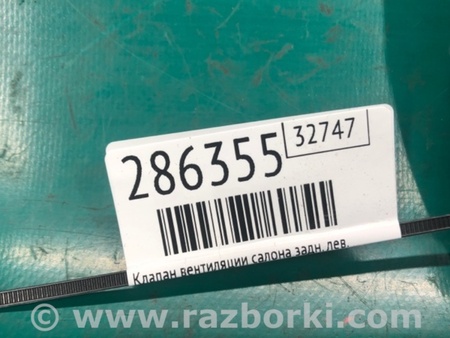 286355
32747
Клапан вентиляции салона задн.лев.
© www.razborki.com